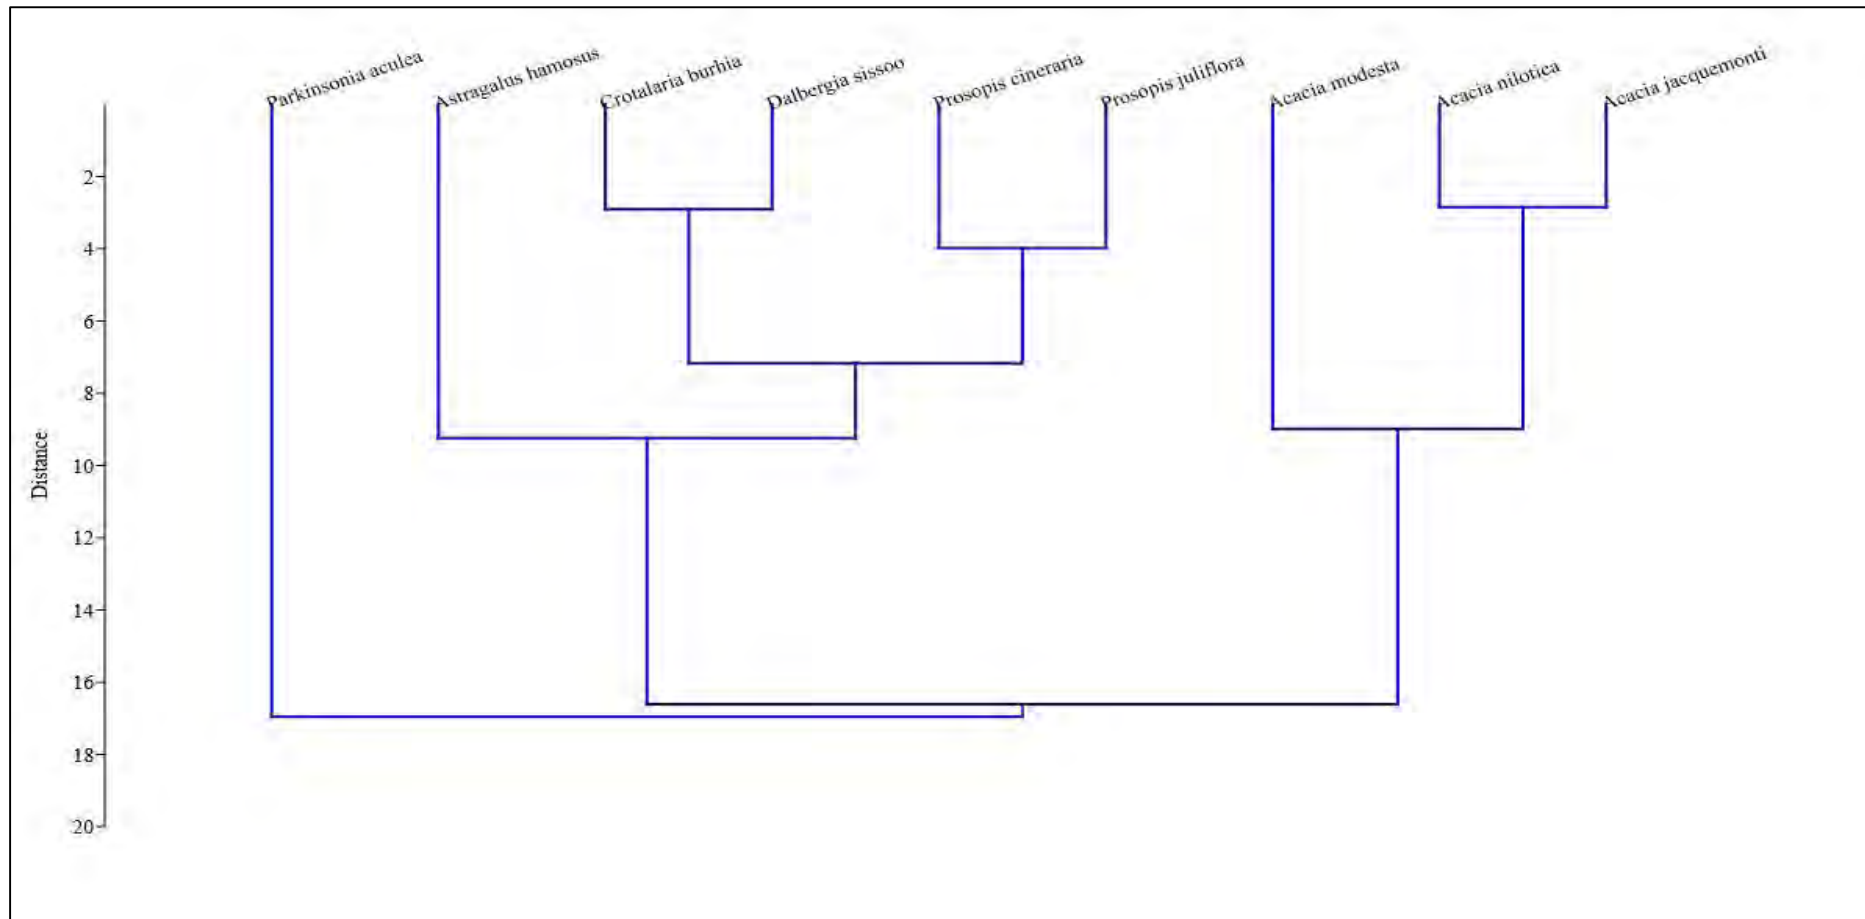 Parkinsonia aculea
Astragalus hamosus
Crotalaria burhia
Dalbergia sissoo
Prosopis cineraria
Prosopis juliflora
Acacia modesta
Acacia nilotica
Acacia jacquemonti
2
4
6
8
Distance
10
12
14
16
18
20